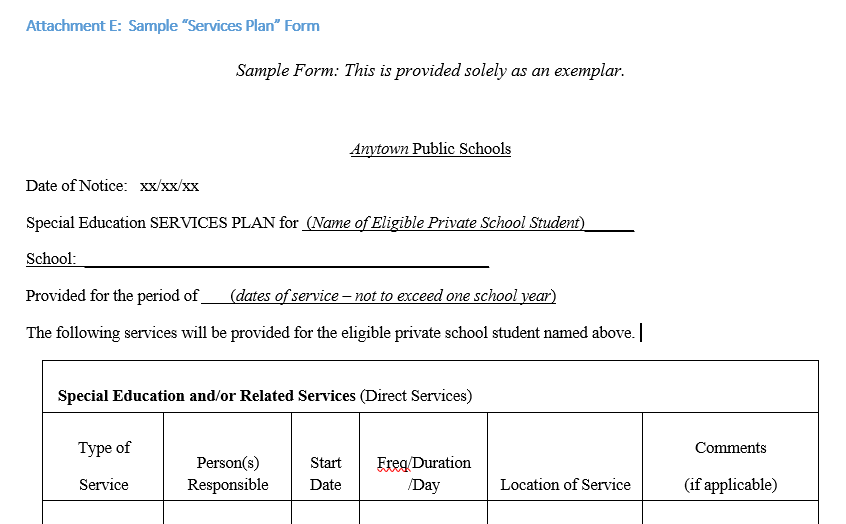 Attachment E:  Sample “Services Plan” Form
Sample Form: This is provided solely as an exemplar.
Anytown Public Schools
Date of Notice:   xx/xx/xx
Special Education SERVICES PLAN for (Name of Eligible Private School Student)______
School: ____________________
Provided for the period of____(dates of service – not to exceed one school year)
The following services will be provided for the eligible private school student named above.
Special Education and/or Related Services (Direct Services)
Type of
Service
Person(s)
Responsible
Start
Date
Freq/Duration
/Day
Location of Service
Comments
(if applicable)